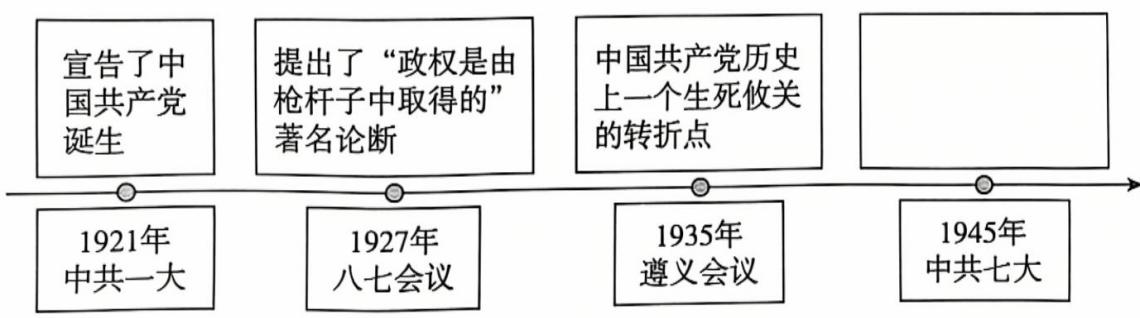 宣告了中
国共产党
诞生
提出了“政权是由
枪杆子中取得的”
著名论断
中国共产党历史
上一个生死攸关
的转折点
1921年
中共一大
1927年
八七会议
1935年
遵义会议
1945年
中共七大